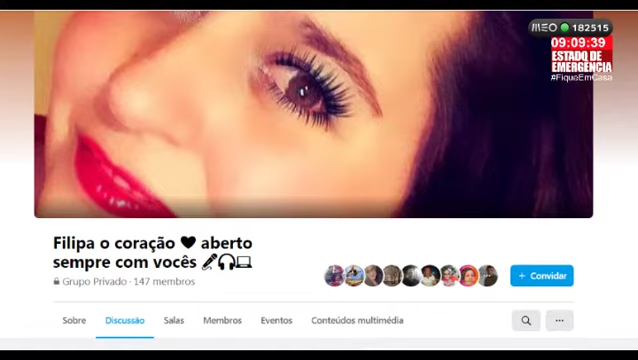 MEO 182515
09:09:39
ESTADO DE
EMERGÊNCIA
#FiqueEmCasa
Filipa o coração 🖤 aberto
sempre com vocês 🖋🎧💻
Grupo Privado · 147 membros
+ Convidar
Sobre Discussão Salas Membros Eventos Conteúdos multimédia